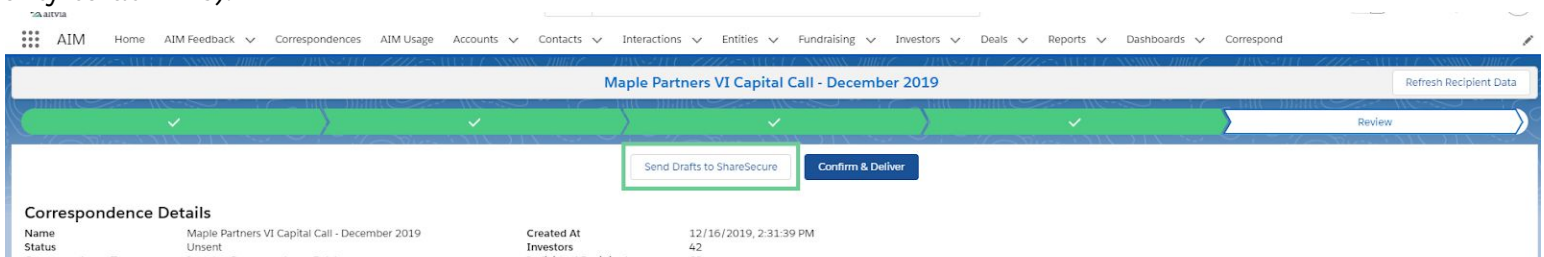 altvia
AIM Home AIM Feedback Correspondences AIM Usage Accounts Contacts Interactions Entities Fundraising Investors Deals Reports Dashboards Correspond
Maple Partners VI Capital Call - December 2019 Refresh Recipient Data
Review
Send Drafts to ShareSecure Confirm & Deliver
Correspondence Details
Name Maple Partners VI Capital Call - December 2019 Created At 12/16/2019, 2:31:39 PM
Status Unsent Investors 42